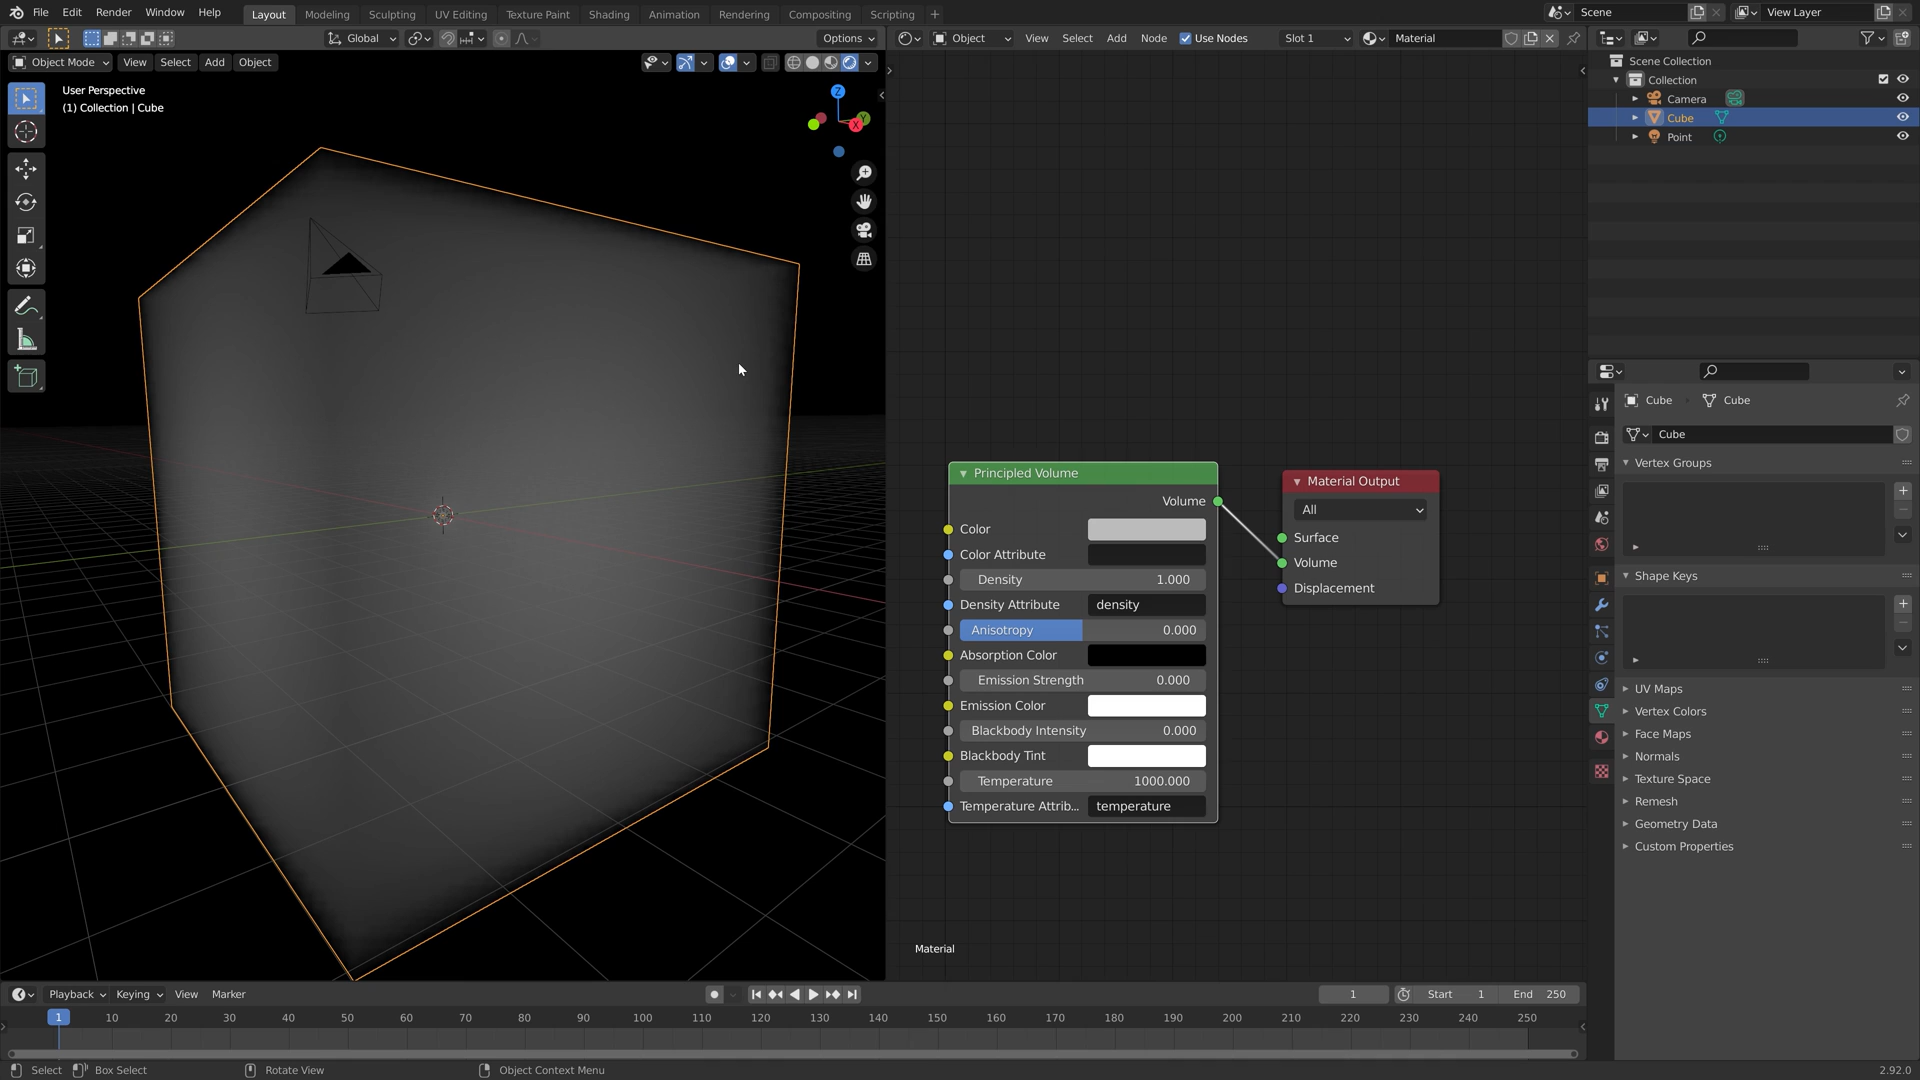 File Edit Render Window Help Layout Modeling Sculpting UV Editing Texture Paint Shading Animation Rendering Compositing Scripting + Scene View Layer
Global Options Object View Select Add Node Use Nodes Slot 1 Material
Object Mode View Select Add Object
User Perspective
(1) Collection | Cube
Z
Y
X
Scene Collection
Collection
Camera
Cube
Point
Principled Volume
Volume
Color
Color Attribute
Density 1.000
Density Attribute density
Anisotropy 0.000
Absorption Color
Emission Strength 0.000
Emission Color
Blackbody Intensity 0.000
Blackbody Tint
Temperature 1000.000
Temperature Attrib... temperature
Material Output
All
Surface
Volume
Displacement
Material
Cube Cube
Cube
Vertex Groups
Shape Keys
UV Maps
Vertex Colors
Face Maps
Normals
Texture Space
Remesh
Geometry Data
Custom Properties
Playback Keying View Marker 1 Start 1 End 250
1 10 20 30 40 50 60 70 80 90 100 110 120 130 140 150 160 170 180 190 200 210 220 230 240 250
Select Box Select Rotate View Object Context Menu 2.92.0